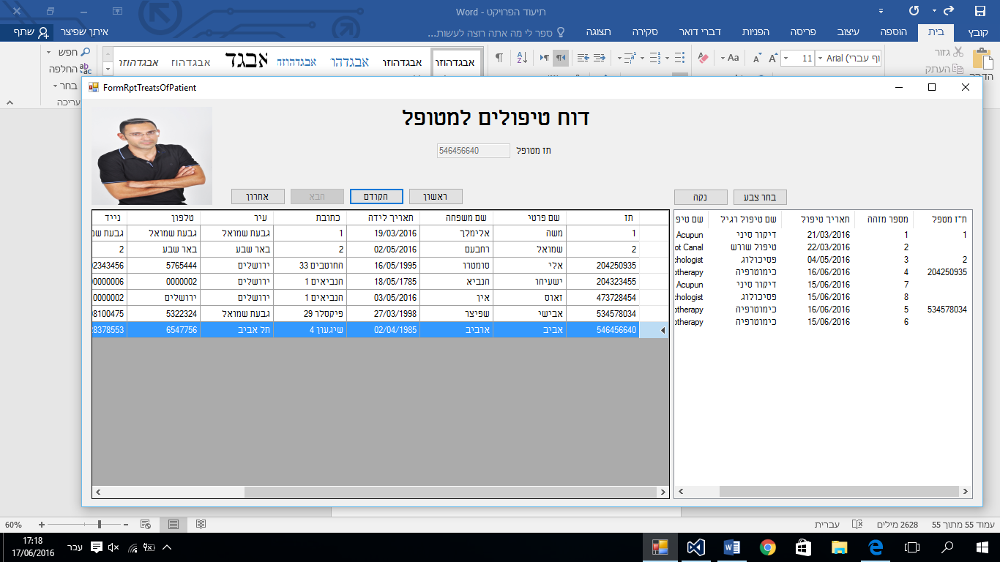 תיעוד הפרויקט - Word
קובץ בית הוספה עיצוב פריסה הפניות דברי דואר סקירה תצוגה ספר לי מה אתה רוצה לעשות... איתן שפיצר שתף
גזור
העתק
Arial (גוף עברי) 11 Aa
אבגדהוזר אבגדהוזר אבגדהו אבגדהוזח אבגד אבגדהוזר אבגדהוזר
חפש
החלפה
בחר
עריכה
FormRptTreatsOfPatient
דוח טיפולים למטופל
תז מטופל 546456640
ראשון הקודם הבא אחרון
בחר צבע נקה
ת"ז מטפל מספר מזהה תאריך טיפול שם טיפול רגיל שם טיפ
1 1 21/03/2016 דיקור סיני Acupun
2 22/03/2016 טיפול שורש ot Canal
2 3 04/05/2016 פסיכולוג chologist
204250935 4 16/06/2016 כימוטרפיה otherapy
7 15/06/2016 דיקור סיני Acupun
8 15/06/2016 פסיכולוג chologist
534578034 5 16/06/2016 כימוטרפיה otherapy
6 15/06/2016 כימוטרפיה otherapy
תז שם פרטי שם משפחה תאריך לידה כתובת עיר טלפון נייד
1 משה אלימלך 19/03/2016 1 גבעת שמואל גבעת שמואל גבעת שמ
2 שמואל רחבעם 02/05/2016 2 באר שבע באר שבע 2
204250935 אלי סומטרו 16/05/1995 החוטבים 33 ירושלים 5765444 02343456
204323455 ישעיהו הנביא 18/05/1785 הנביאים 1 ירושלים 0000002 00000006
473728454 זאוס אין 03/05/2016 הנביאים 1 ירושלים ירושלים 0000002
534578034 אבישי שפיצר 27/03/1998 פיקסלר 29 גבעת שמואל 5322324 08100475
546456640 אביב ארביב 02/04/1985 שיגעון 4 תל אביב 6547756 28378553
עמוד 55 מתוך 55 2628 מילים עברית 60%
עבר 17:18
17/06/2016